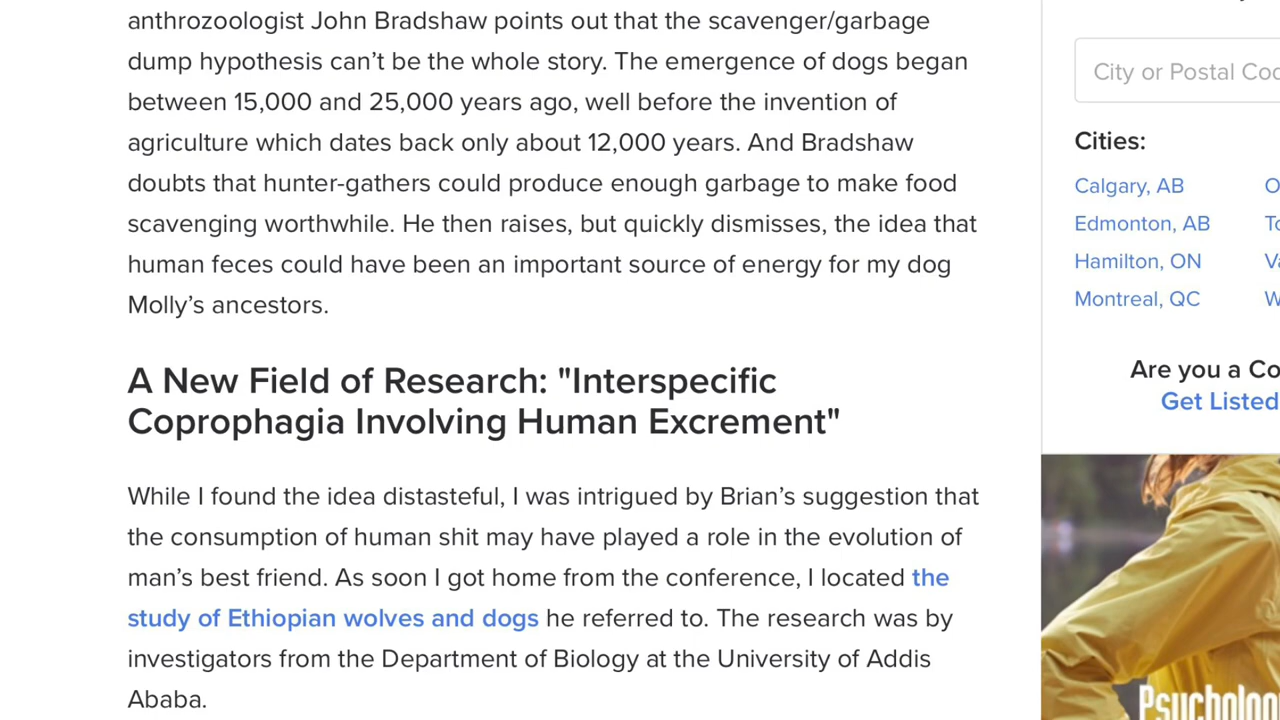 anthrozoologist John Bradshaw points out that the scavenger/garbage
dump hypothesis can’t be the whole story. The emergence of dogs began
between 15,000 and 25,000 years ago, well before the invention of
agriculture which dates back only about 12,000 years. And Bradshaw
doubts that hunter-gathers could produce enough garbage to make food
scavenging worthwhile. He then raises, but quickly dismisses, the idea that
human feces could have been an important source of energy for my dog
Molly’s ancestors.
A New Field of Research: "Interspecific
Coprophagia Involving Human Excrement"
While I found the idea distasteful, I was intrigued by Brian’s suggestion that
the consumption of human shit may have played a role in the evolution of
man’s best friend. As soon I got home from the conference, I located the
study of Ethiopian wolves and dogs he referred to. The research was by
investigators from the Department of Biology at the University of Addis
Ababa.
City or Postal
Cities:
Calgary, AB
Edmonton, AB
Hamilton, ON
Montreal, QC
Are you a
Get Listed